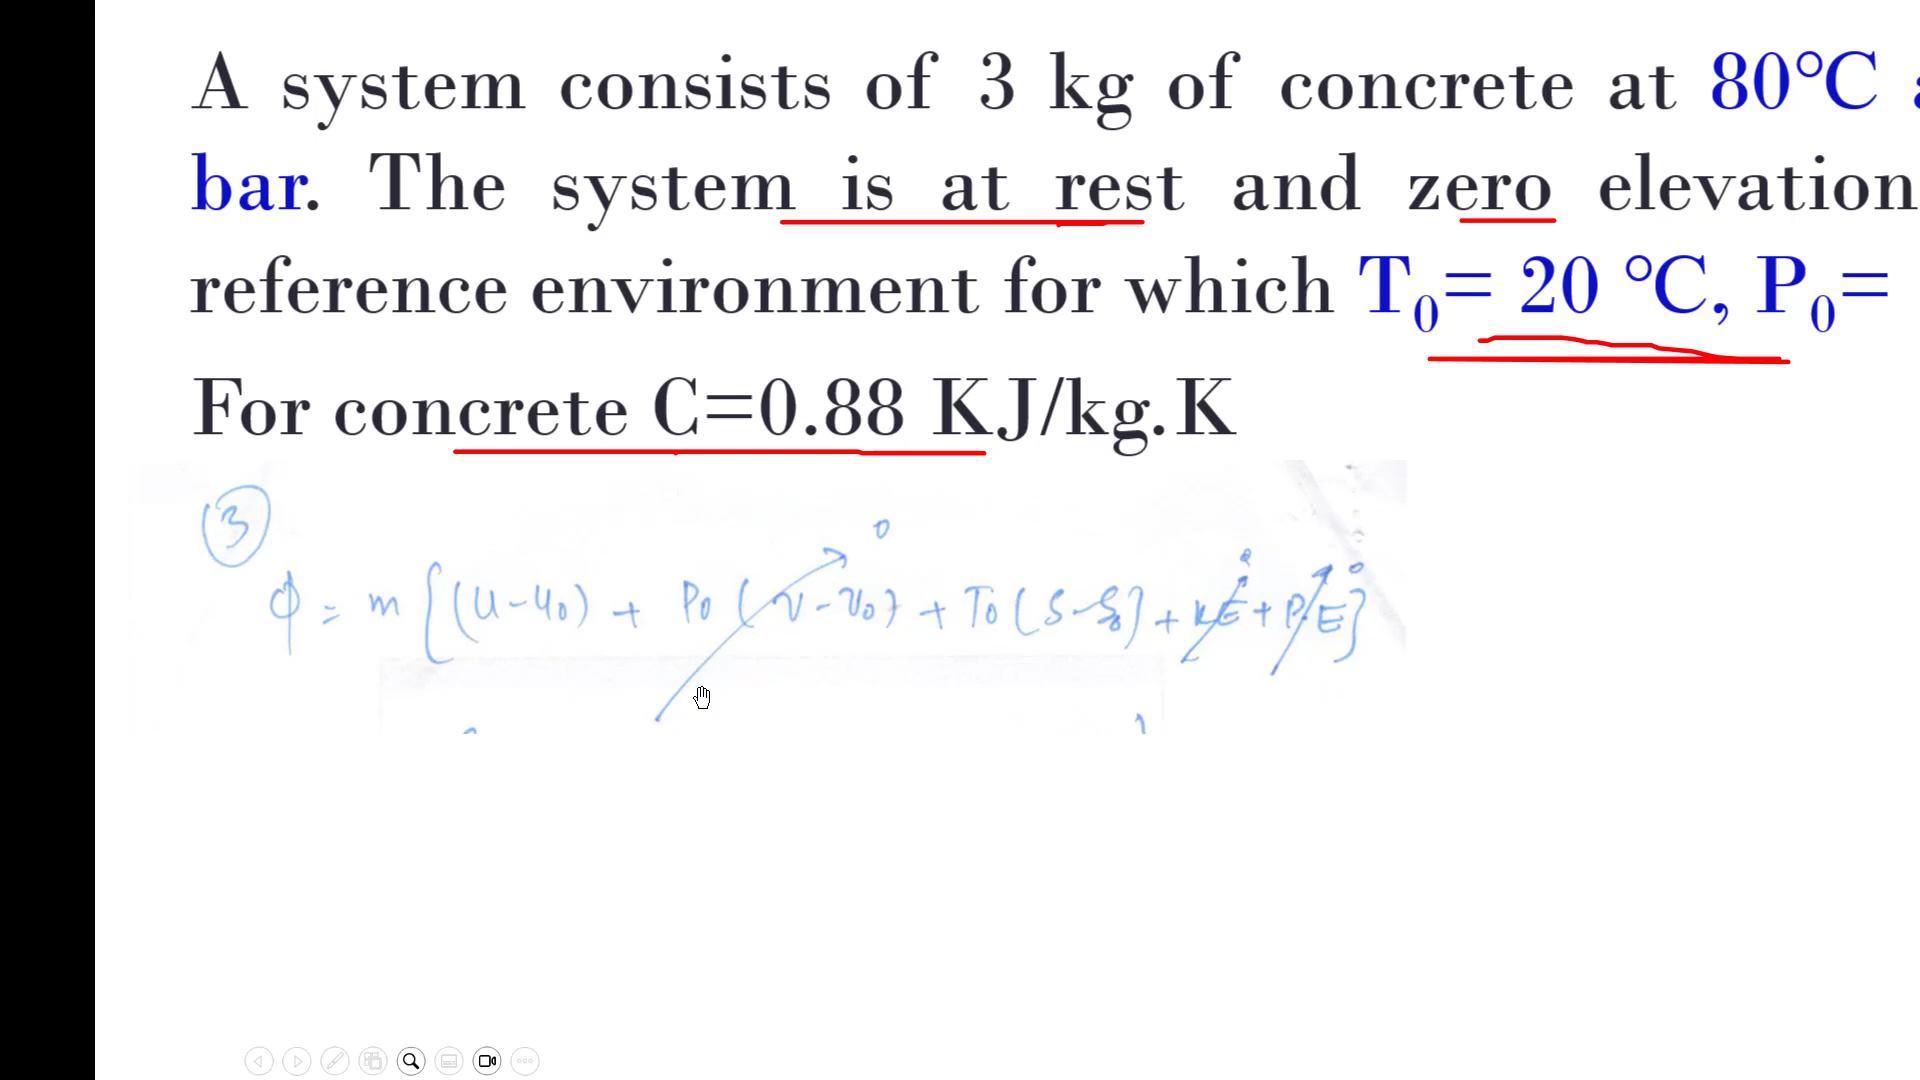 A system consists of 3 kg of concrete at 80°C
bar. The system is at rest and zero elevation
reference environment for which T₀= 20 °C, P₀=
For concrete C=0.88 KJ/kg.K
3
0
ϕ = m {(u-u₀) + P₀ (v-v₀) + T₀ (S-S₀] + KE + P.E}